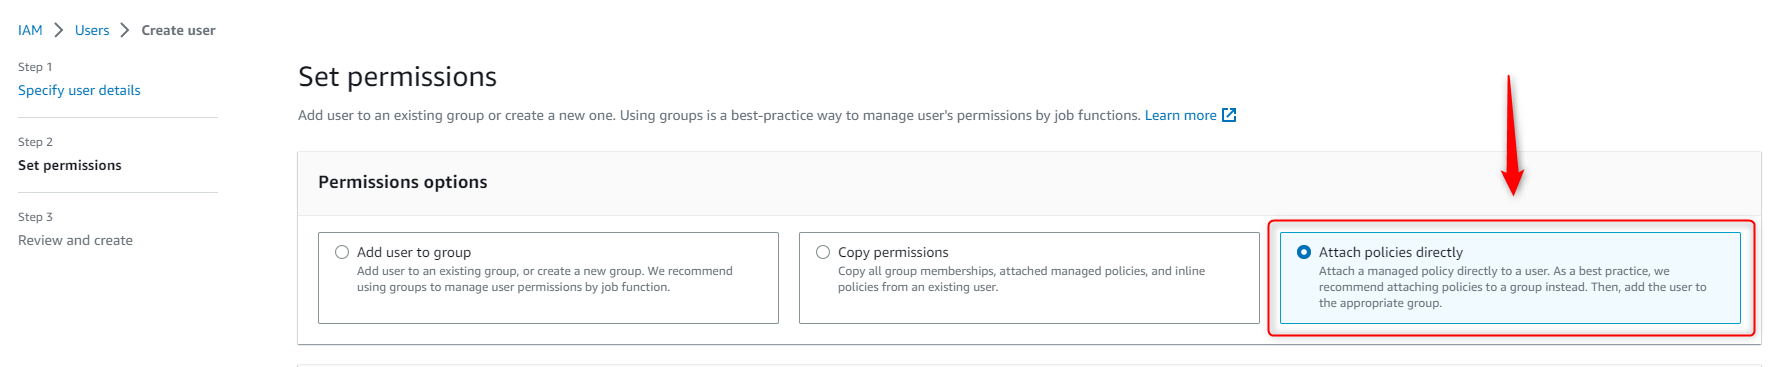 IAM > Users > Create user
Step 1
Specify user details
Step 2
Set permissions
Step 3
Review and create
Set permissions
Add user to an existing group or create a new one. Using groups is a best-practice way to manage user's permissions by job functions. Learn more
Permissions options
Add user to group
Add user to an existing group, or create a new group. We recommend
using groups to manage user permissions by job function.
Copy permissions
Copy all group memberships, attached managed policies, and inline
policies from an existing user.
Attach policies directly
Attach a managed policy directly to a user. As a best practice, we
recommend attaching policies to a group instead. Then, add the user to
the appropriate group.